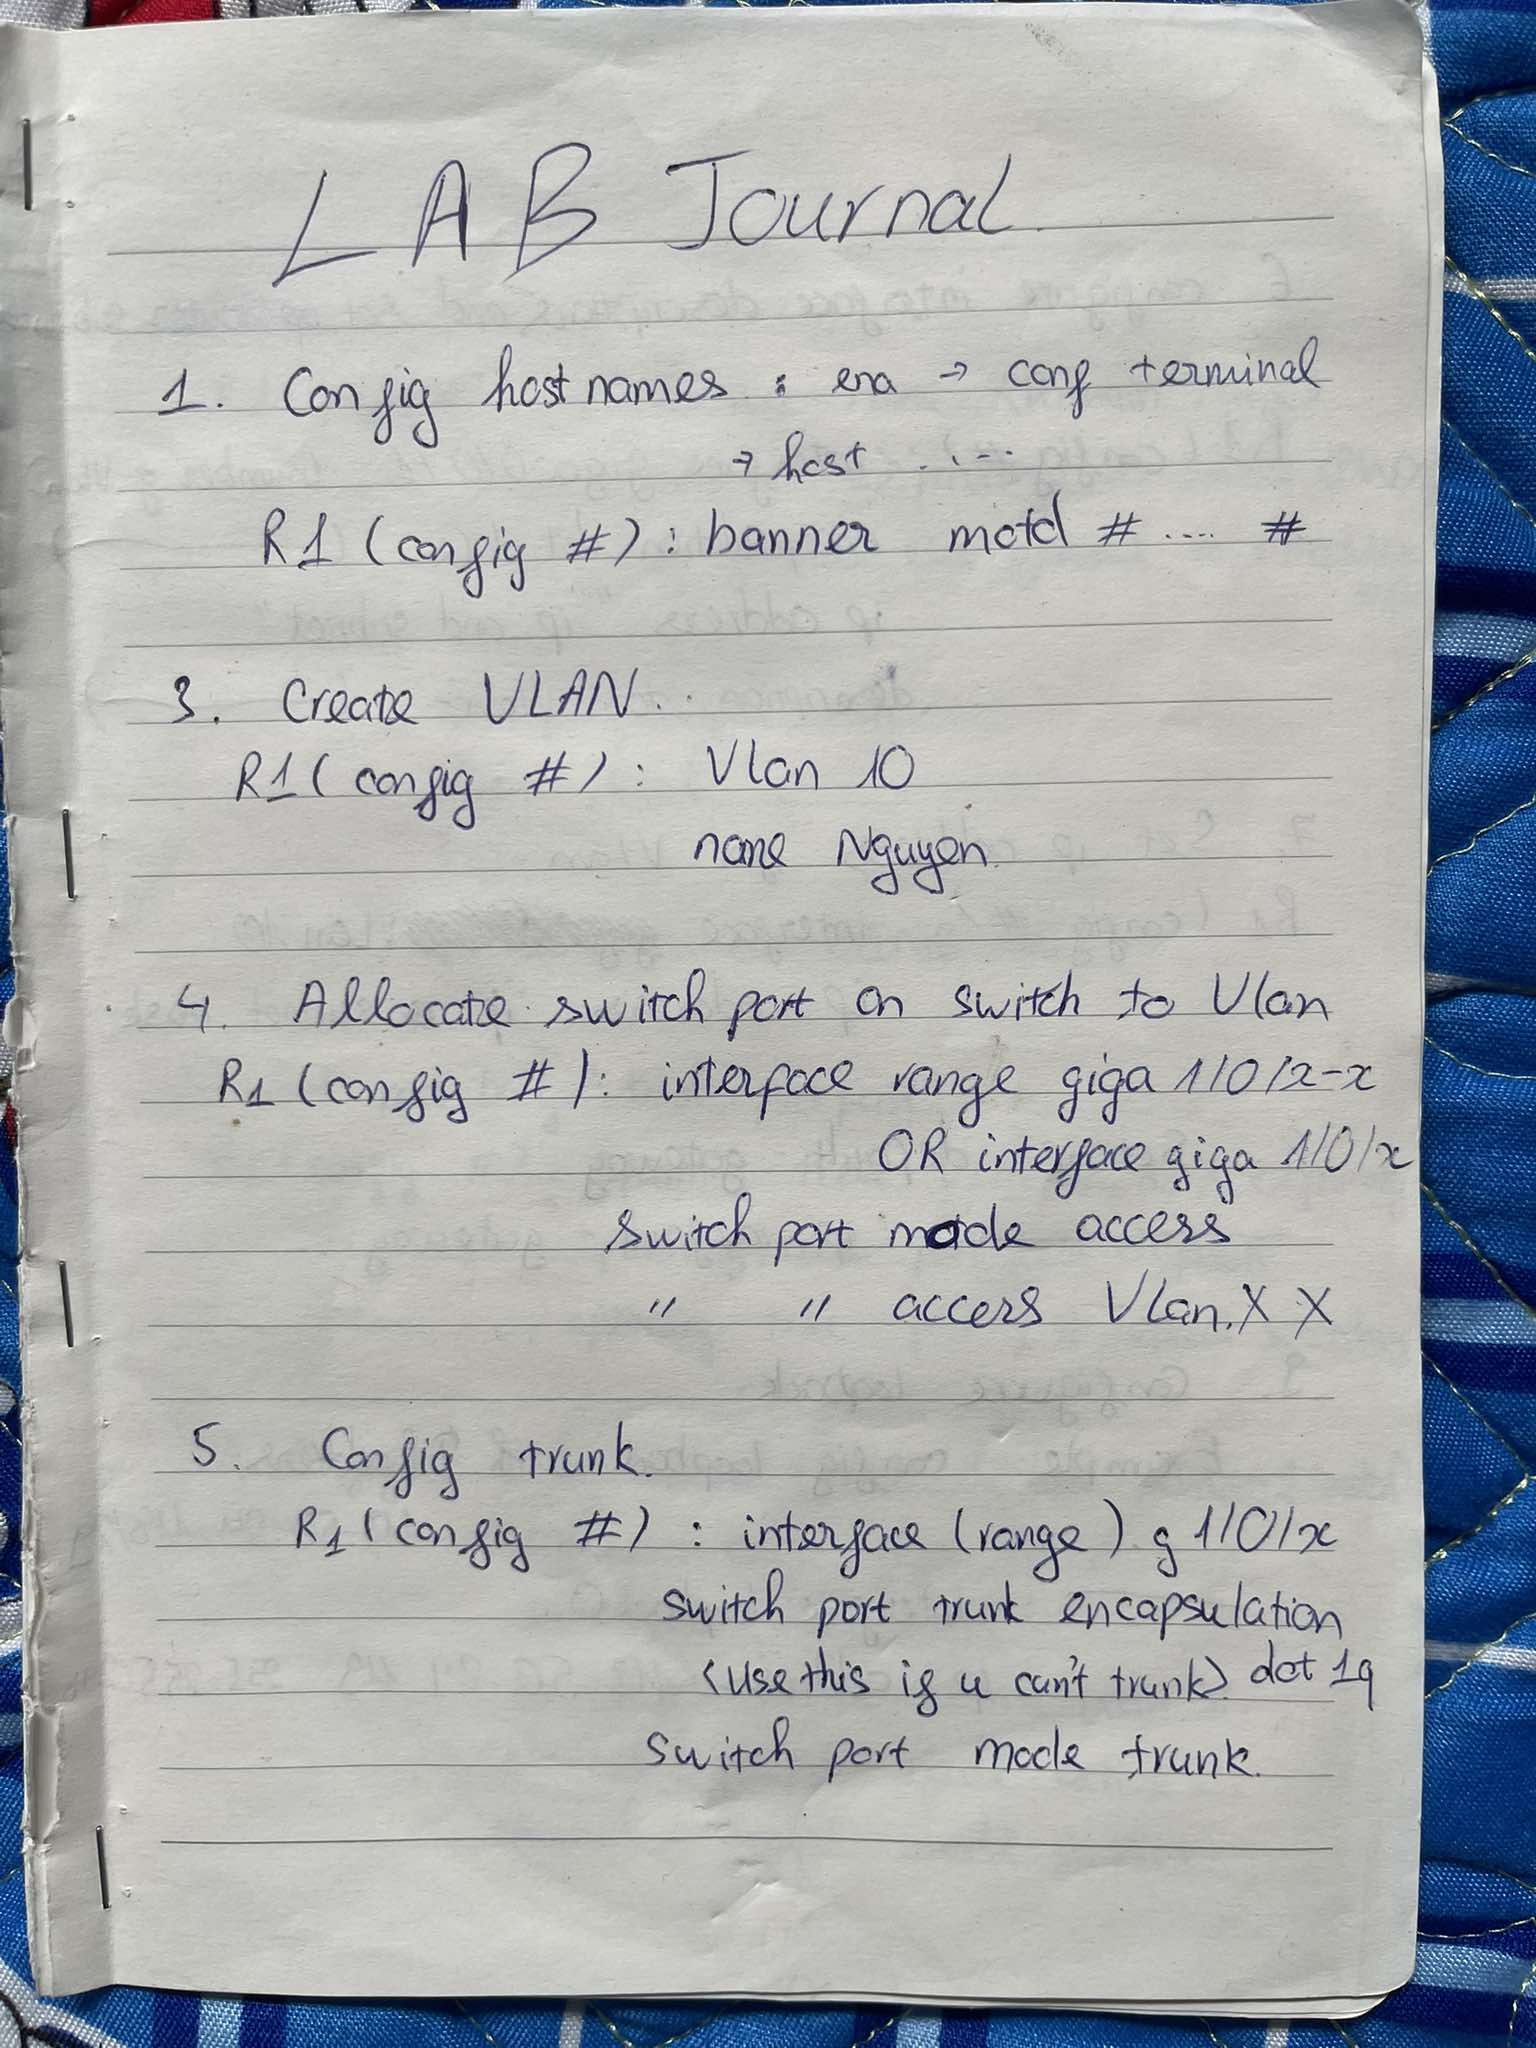 LAB Journal.
1. Config hostnames : ena → conf terminal
→ host .....
R1 (config #) : banner motd # .... #
3. Create VLAN.
R1 (config #) : Vlan 10
name Nguyen.
4. Allocate switch port on switch to Vlan
R1 (config #) : interface range giga 1/0/x-x
OR interface giga 1/0/x
switch port mode access
" " access Vlan. X X
5. Config trunk.
R1 (config #) : interface (range) g 1/0/x
switch port trunk encapsulation
<use this if u can't trunk>. dot 1q
switch port mode trunk.